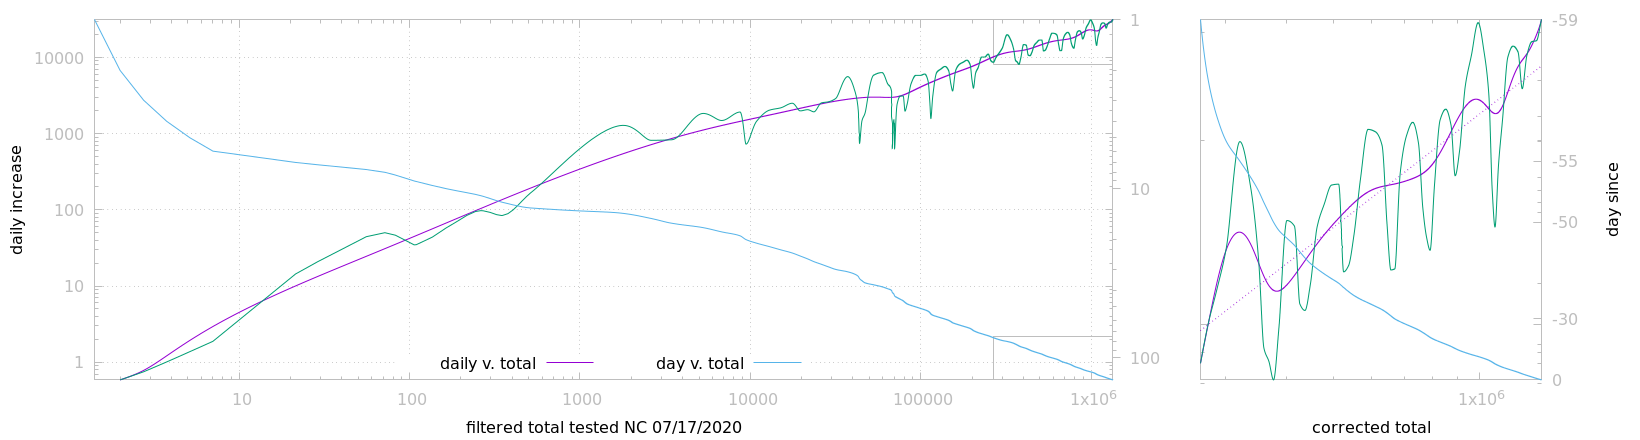 10000
1000
100
10
1
daily increase
10
100
1000
10000
100000
1x10^6
filtered total tested NC 07/17/2020
daily v. total
day v. total
1
10
100
1x10^6
corrected total
-59
-55
-50
-30
0
day since